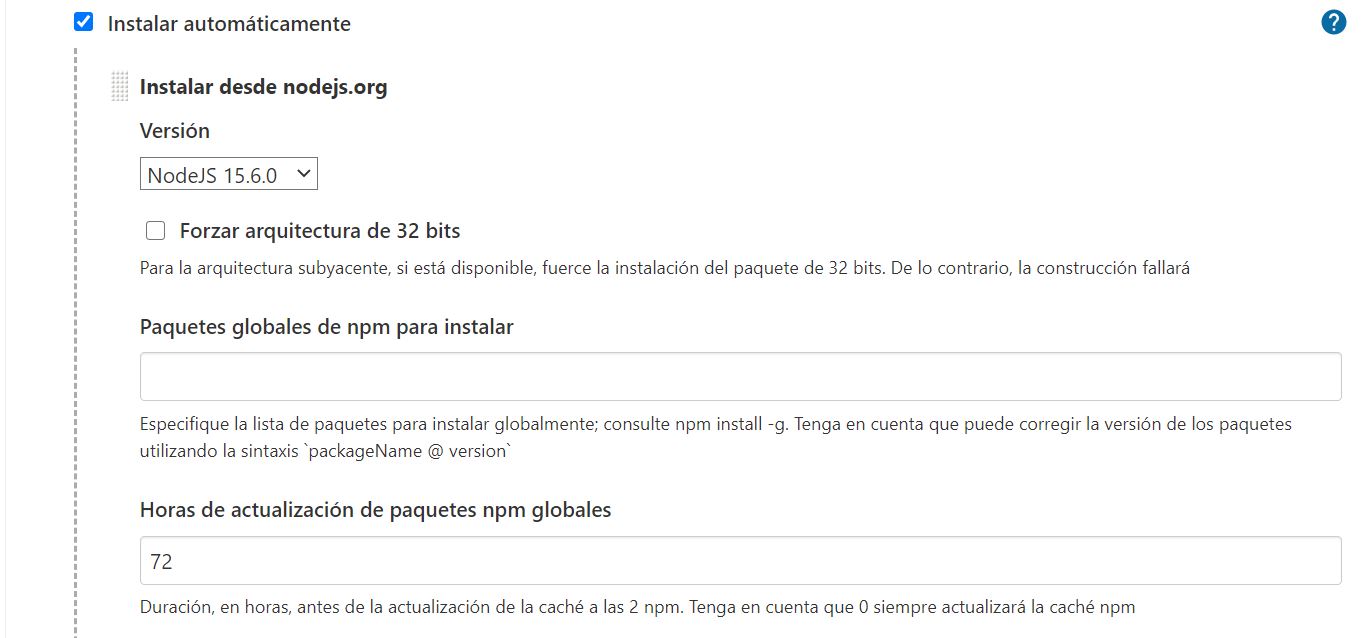 Instalar automáticamente
?
Instalar desde nodejs.org
Versión
NodeJS 15.6.0
Forzar arquitectura de 32 bits
Para la arquitectura subyacente, si está disponible, fuerce la instalación del paquete de 32 bits. De lo contrario, la construcción fallará
Paquetes globales de npm para instalar
Especifique la lista de paquetes para instalar globalmente; consulte npm install -g. Tenga en cuenta que puede corregir la versión de los paquetes
utilizando la sintaxis `packageName @ version`
Horas de actualización de paquetes npm globales
72
Duración, en horas, antes de la actualización de la caché a las 2 npm. Tenga en cuenta que 0 siempre actualizará la caché npm